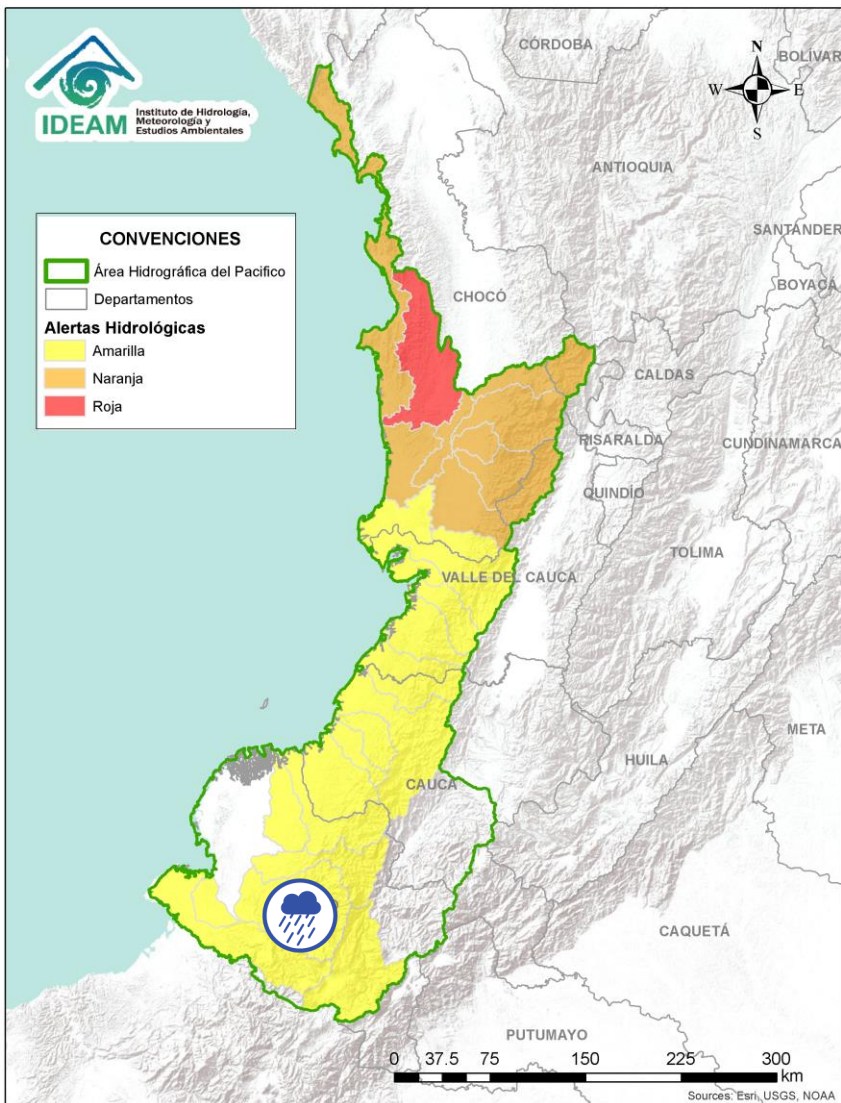 IDEAM
Instituto de Hidrología,
Meteorología y
Estudios Ambientales
CÓRDOBA
BOLÍVAR
N
W
E
S
ANTIOQUIA
SANTANDER
BOYACÁ
CONVENCIONES
Área Hidrográfica del Pacifico
Departamentos
Alertas Hidrológicas
Amarilla
Naranja
Roja
CHOCÓ
CALDAS
RISARALDA
CUNDINAMARCA
QUINDÍO
TOLIMA
VALLE DEL CAUCA
META
HUILA
CAUCA
CAQUETÁ
PUTUMAYO
0 37.5 75 150 225 300
km
Sources: Esri, USGS, NOAA